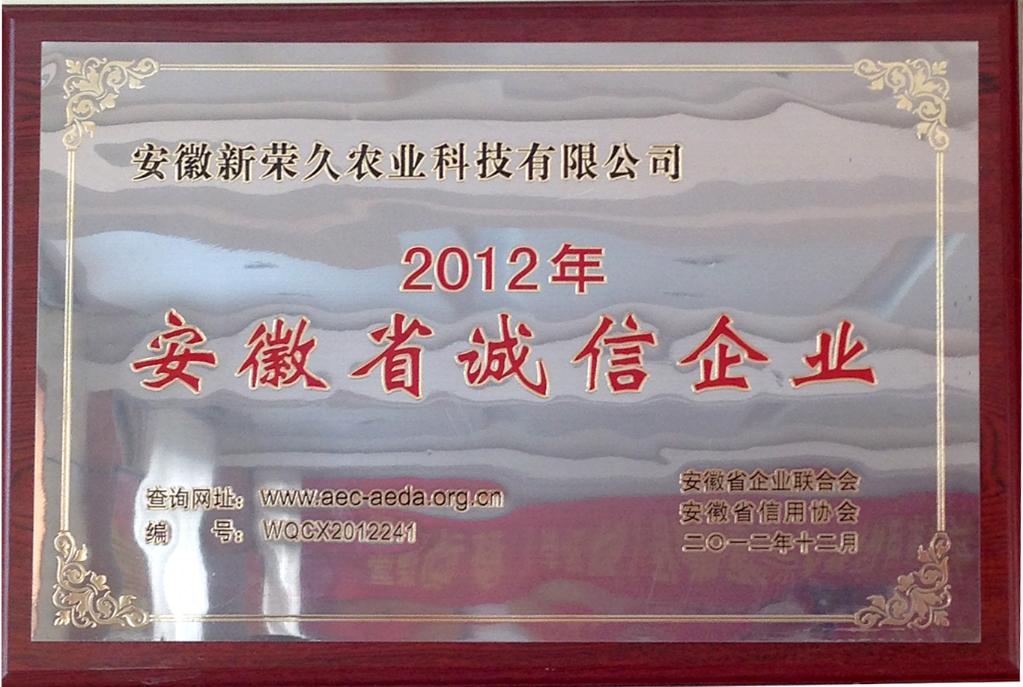 安徽新荣久农业科技有限公司
2012年
安徽省诚信企业
查询网址：www.aec-aeda.org.cn
编 号：WQCX2012241
安徽省企业联合会
安徽省信用协会
二〇一二年十二月